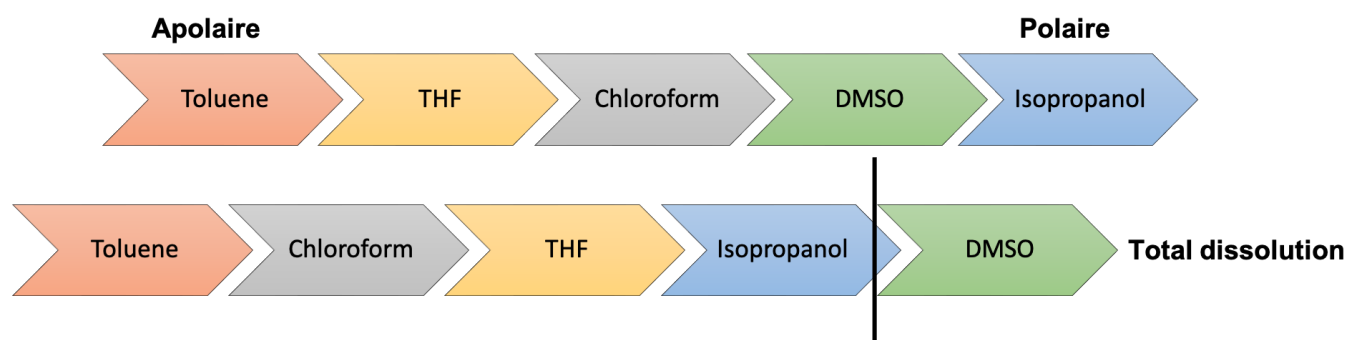 Apolaire Polaire
Toluene THF Chloroform DMSO Isopropanol
Toluene Chloroform THF Isopropanol DMSO Total dissolution